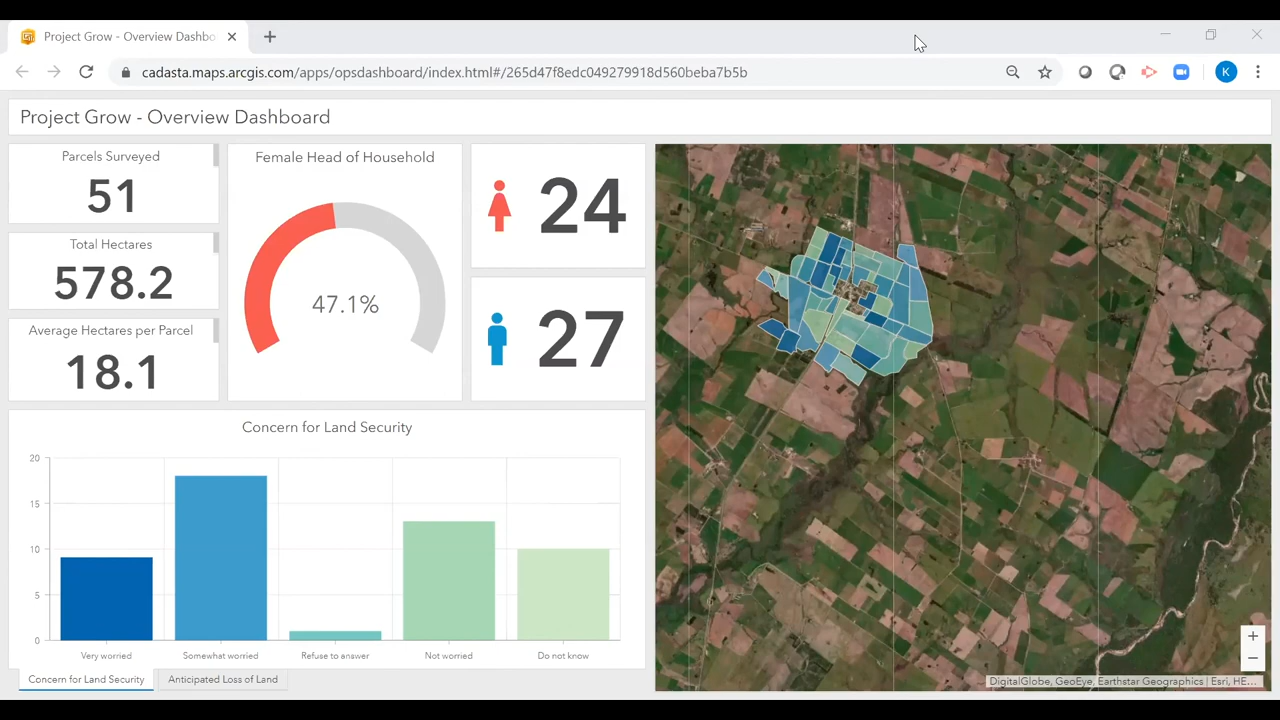 Project Grow - Overview Dashbo
cadasta.maps.arcgis.com/apps/opsdashboard/index.html#/265d47f8edc049279918d560beba7b5b
K
Project Grow - Overview Dashboard
Parcels Surveyed
51
Total Hectares
578.2
Average Hectares per Parcel
18.1
Female Head of Household
47.1%
24
27
Concern for Land Security
20
15
10
5
0
Very worried
Somewhat worried
Refuse to answer
Not worried
Do not know
Concern for Land Security
Anticipated Loss of Land
+
−
DigitalGlobe, GeoEye, Earthstar Geographics | Esri, HE...